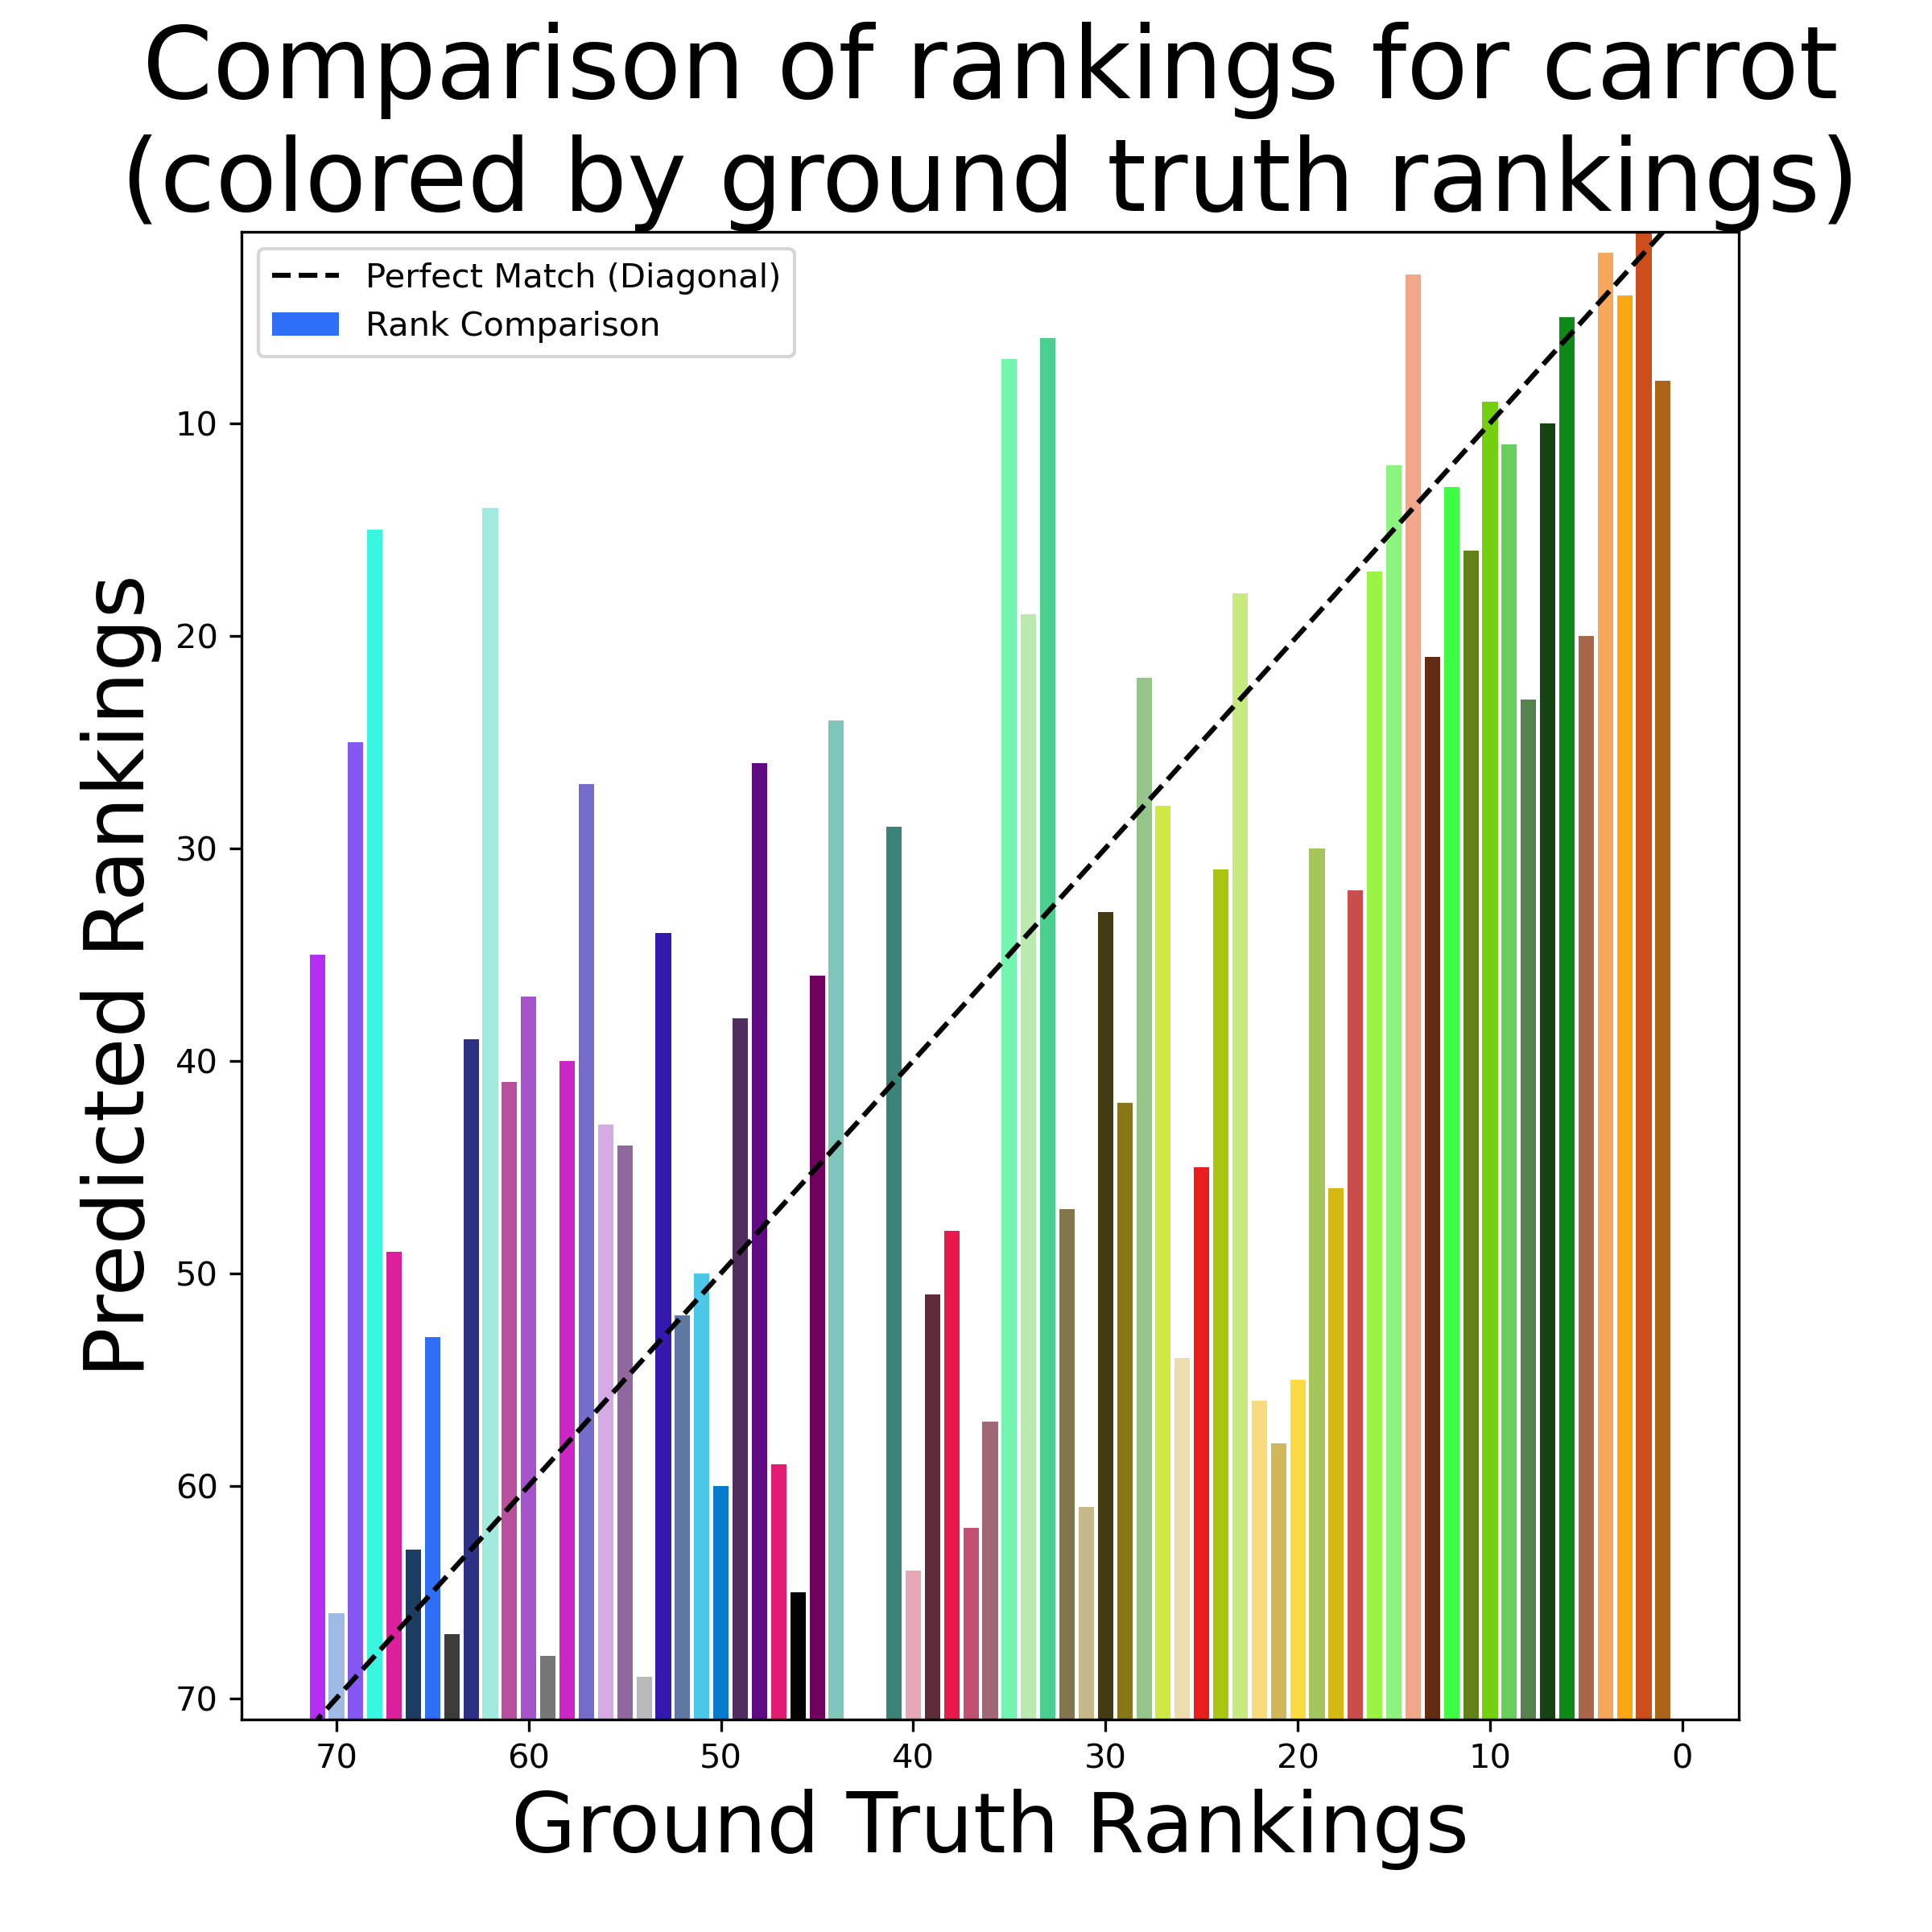 Comparison of rankings for carrot
(colored by ground truth rankings)
Perfect Match (Diagonal)
Rank Comparison
Predicted Rankings
10
20
30
40
50
60
70
70 60 50 40 30 20 10 0
Ground Truth Rankings